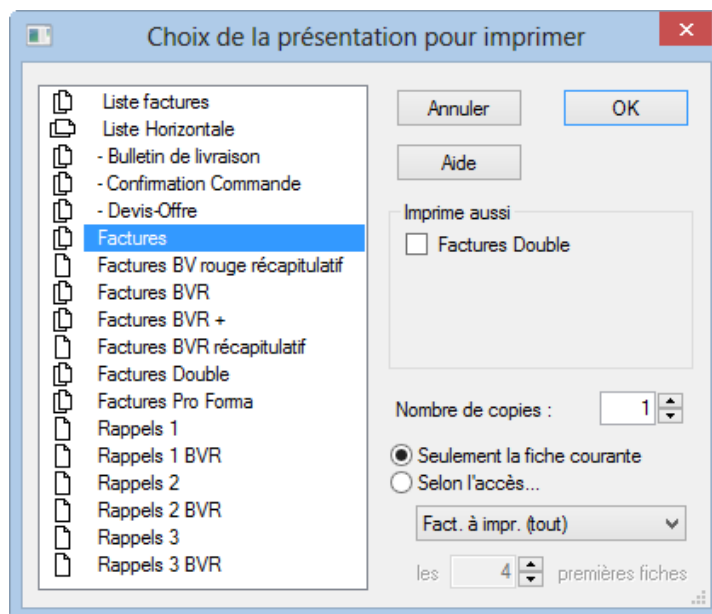 Choix de la présentation pour imprimer
Liste factures
Liste Horizontale
- Bulletin de livraison
- Confirmation Commande
- Devis-Offre
Factures
Factures BV rouge récapitulatif
Factures BVR
Factures BVR +
Factures BVR récapitulatif
Factures Double
Factures Pro Forma
Rappels 1
Rappels 1 BVR
Rappels 2
Rappels 2 BVR
Rappels 3
Rappels 3 BVR
Annuler
OK
Aide
Imprime aussi
Factures Double
Nombre de copies : 1
Seulement la fiche courante
Selon l'accès...
Fact. à impr. (tout)
les 4 premières fiches